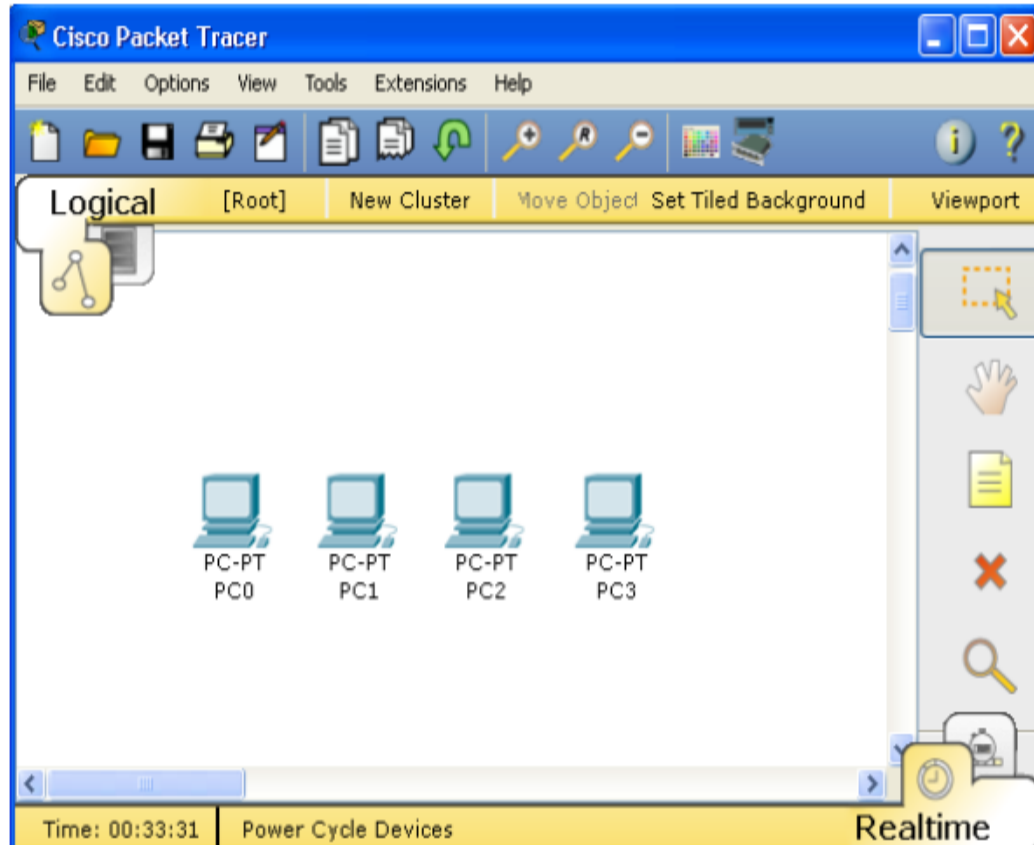 Cisco Packet Tracer
File Edit Options View Tools Extensions Help
Logical [Root] New Cluster Move Object Set Tiled Background Viewport
PC-PT PC-PT PC-PT PC-PT
PC0 PC1 PC2 PC3
Time: 00:33:31 Power Cycle Devices Realtime